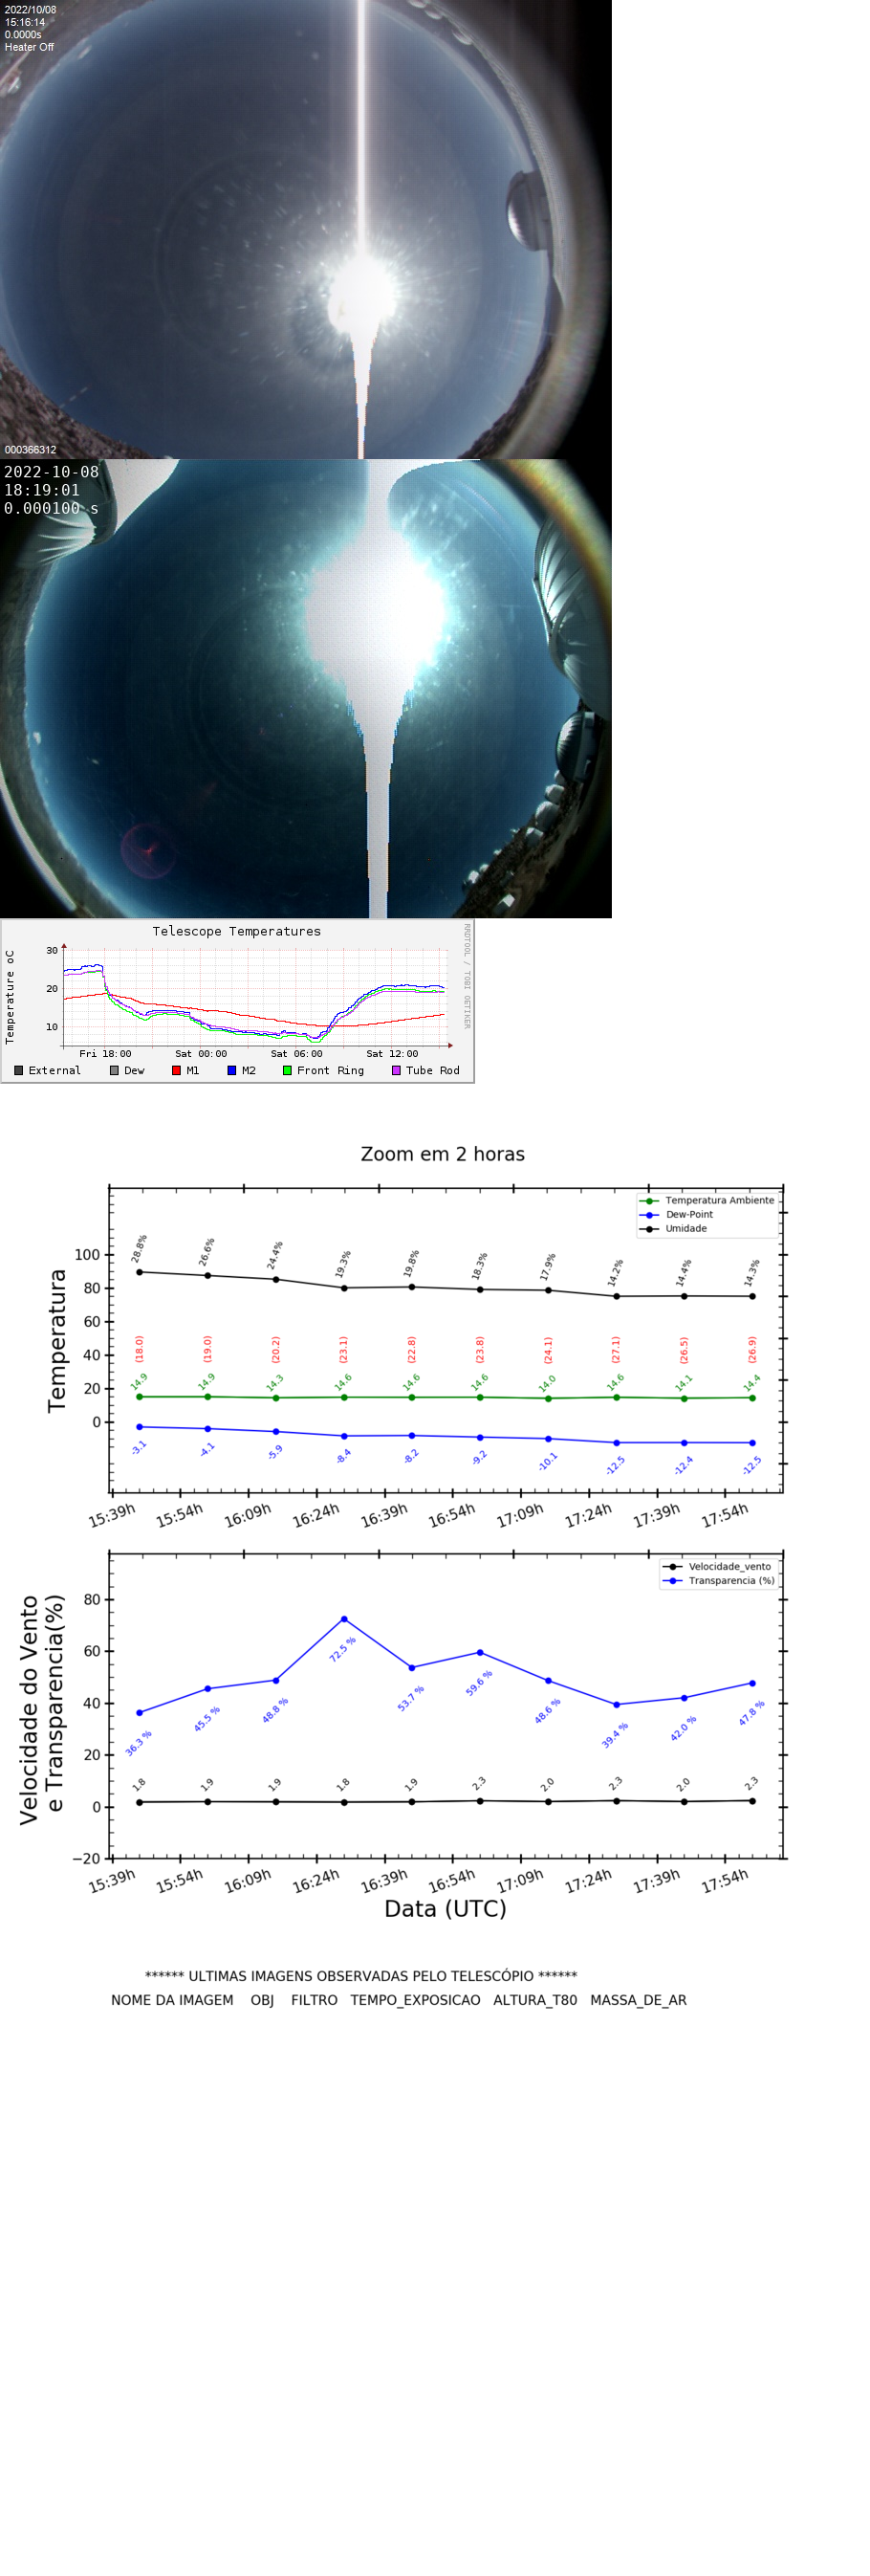 2022/10/08
15:16:14
0.0000s
Heater Off
000366312
2022-10-08
18:19:01
0.000100 s
Telescope Temperatures
RRDTOOL / TOBI OETIKER
Temperature oC
30
20
10
Fri 18:00 Sat 00:00 Sat 06:00 Sat 12:00
External Dew M1 M2 Front Ring Tube Rod
Zoom em 2 horas
Temperatura Ambiente
Dew-Point
Umidade
Temperatura
100
80
60
40
20
0
28.8% 26.6% 24.4% 19.3% 19.8% 18.3% 17.9% 14.2% 14.4% 14.3%
(18.0) (19.0) (20.2) (23.1) (22.8) (23.8) (24.1) (27.1) (26.5) (26.9)
14.9 14.9 14.3 14.6 14.6 14.6 14.0 14.6 14.1 14.4
-3.1 -4.1 -5.9 -8.4 -8.2 -9.2 -10.1 -12.5 -12.4 -12.5
15:39h 15:54h 16:09h 16:24h 16:39h 16:54h 17:09h 17:24h 17:39h 17:54h
Velocidade_vento
Transparencia (%)
Velocidade do Vento
e Transparencia(%)
80
60
40
20
0
−20
36.3 % 45.5 % 48.8 % 72.5 % 53.7 % 59.6 % 48.6 % 39.4 % 42.0 % 47.8 %
1.8 1.9 1.9 1.8 1.9 2.3 2.0 2.3 2.0 2.3
15:39h 15:54h 16:09h 16:24h 16:39h 16:54h 17:09h 17:24h 17:39h 17:54h
Data (UTC)
****** ULTIMAS IMAGENS OBSERVADAS PELO TELESCÓPIO ******
NOME DA IMAGEM OBJ FILTRO TEMPO_EXPOSICAO ALTURA_T80 MASSA_DE_AR